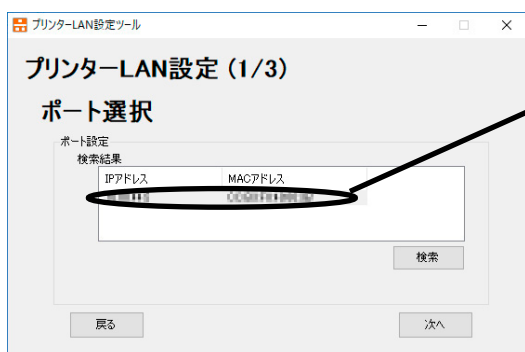 プリンターLAN設定ツール
プリンターLAN設定 (1/3)
ポート選択
ポート設定
検索結果
IPアドレス MACアドレス
検索
戻る 次へ